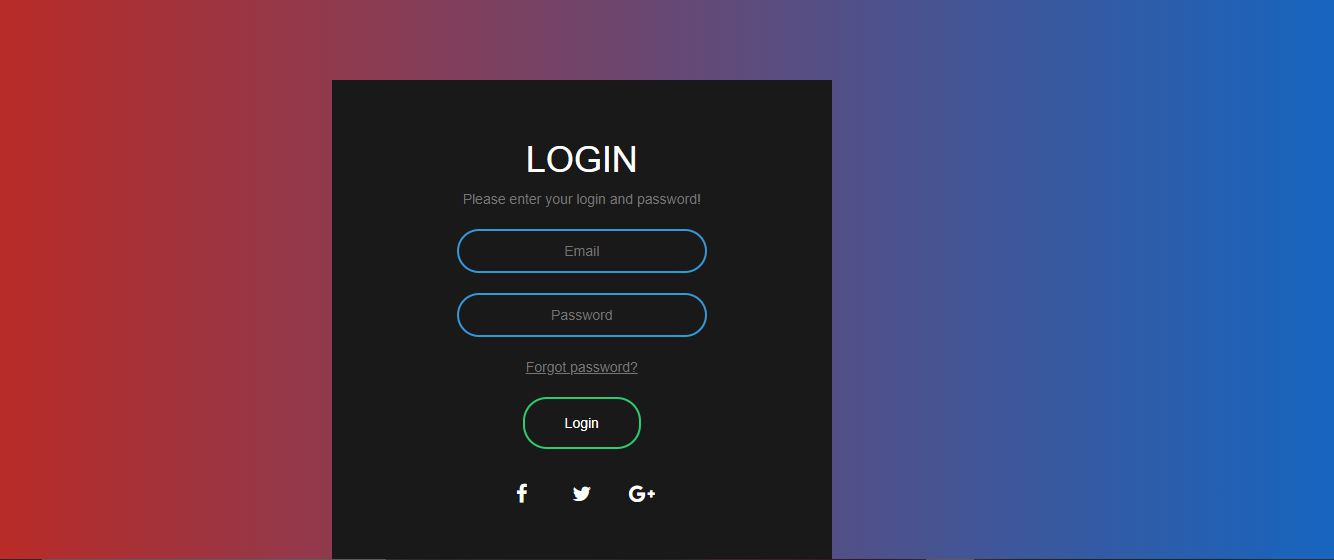 LOGIN
Please enter your login and password!
Email
Password
Forgot password?
Login
G+